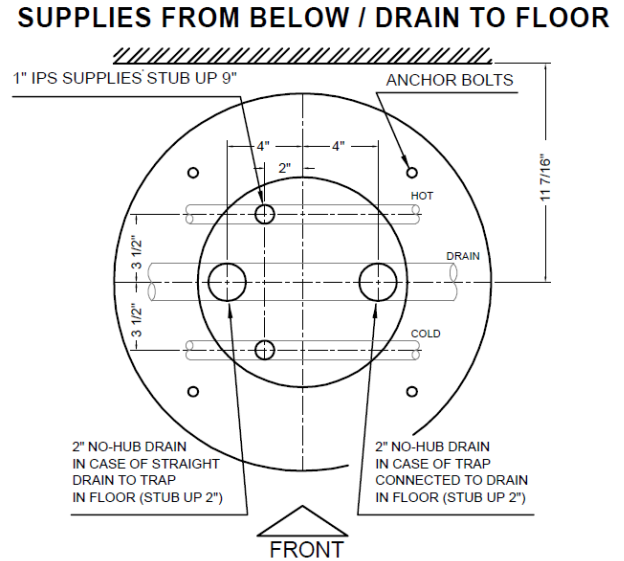 SUPPLIES FROM BELOW / DRAIN TO FLOOR
1" IPS SUPPLIES STUB UP 9"
ANCHOR BOLTS
4"
4"
2"
11 7/16"
HOT
3 1/2"
DRAIN
3 1/2"
COLD
2" NO-HUB DRAIN
IN CASE OF STRAIGHT
DRAIN TO TRAP
IN FLOOR (STUB UP 2")
2" NO-HUB DRAIN
IN CASE OF TRAP
CONNECTED TO DRAIN
IN FLOOR (STUB UP 2")
FRONT